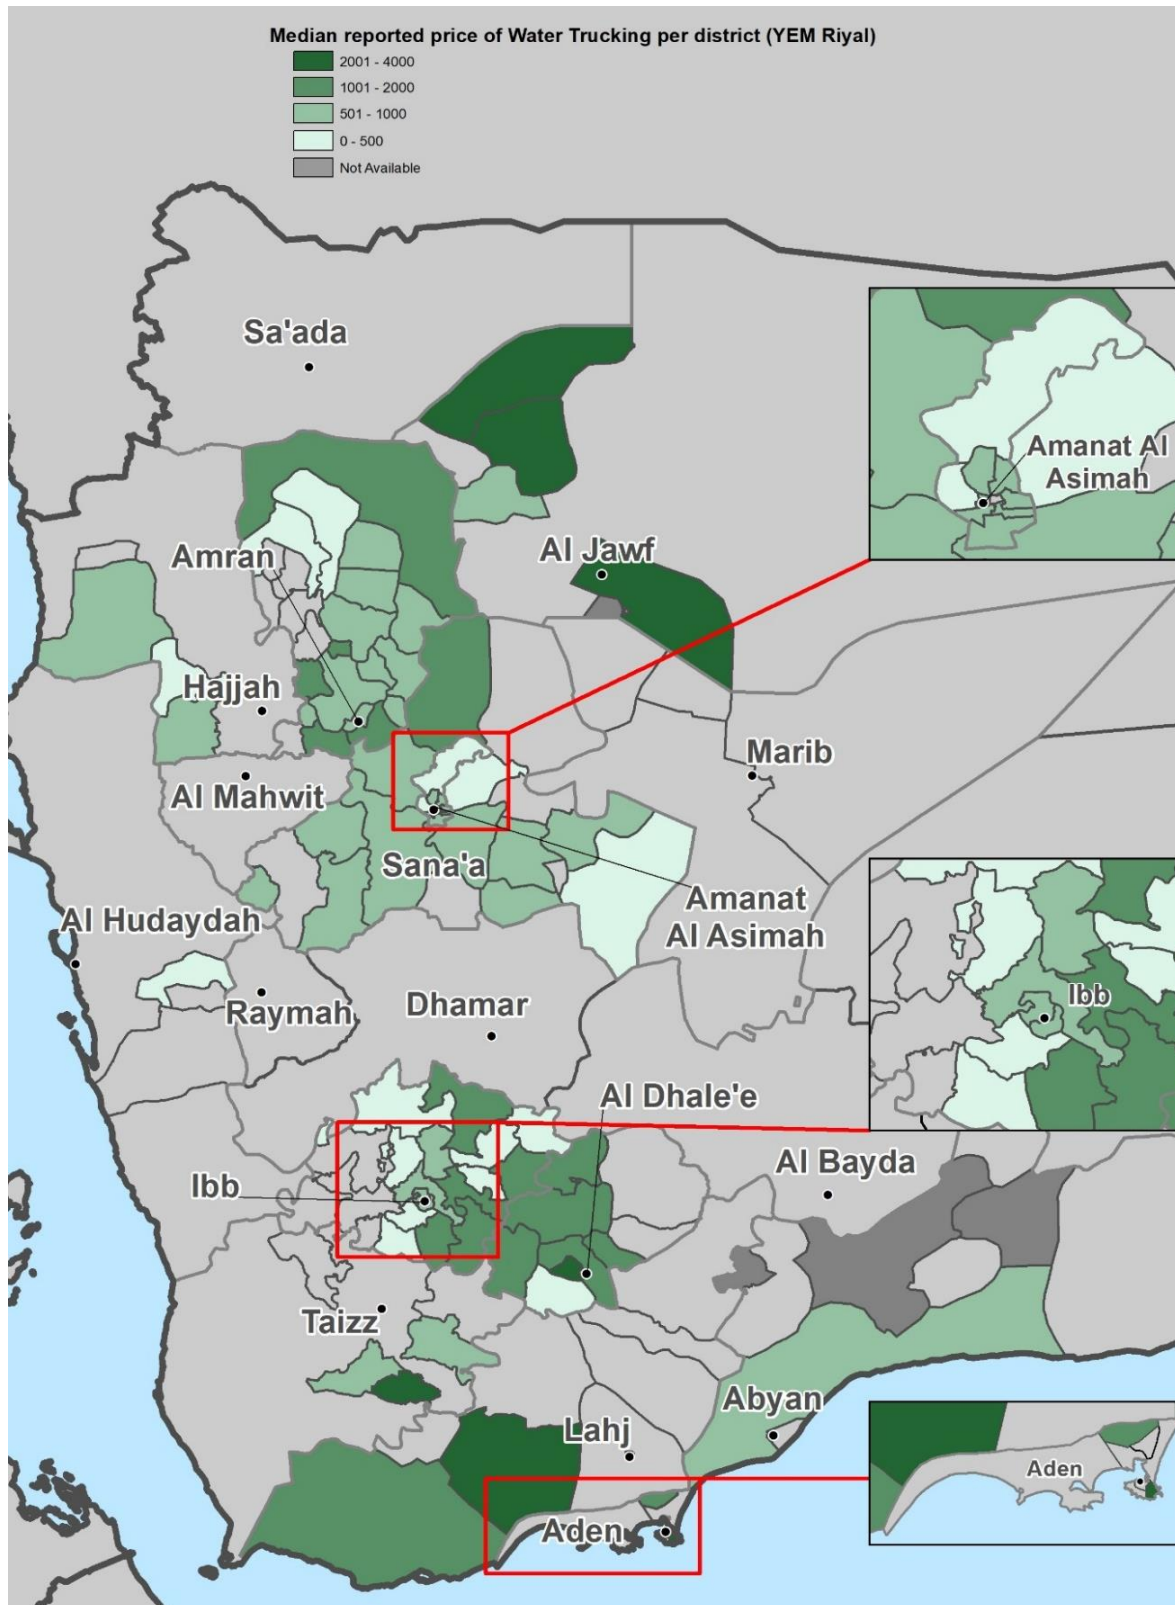 Median reported price of Water Trucking per district (YEM Riyal)
2001 - 4000
1001 - 2000
501 - 1000
0 - 500
Not Available
Sa'ada
Amanat Al
Asimah
Amran
Al Jawf
Hajjah
Marib
Al Mahwit
Sana'a
Amanat
Al Asimah
Al Hudaydah
Raymah
Dhamar
Ibb
Al Dhale'e
Al Bayda
Ibb
Taizz
Abyan
Lahj
Aden
Aden